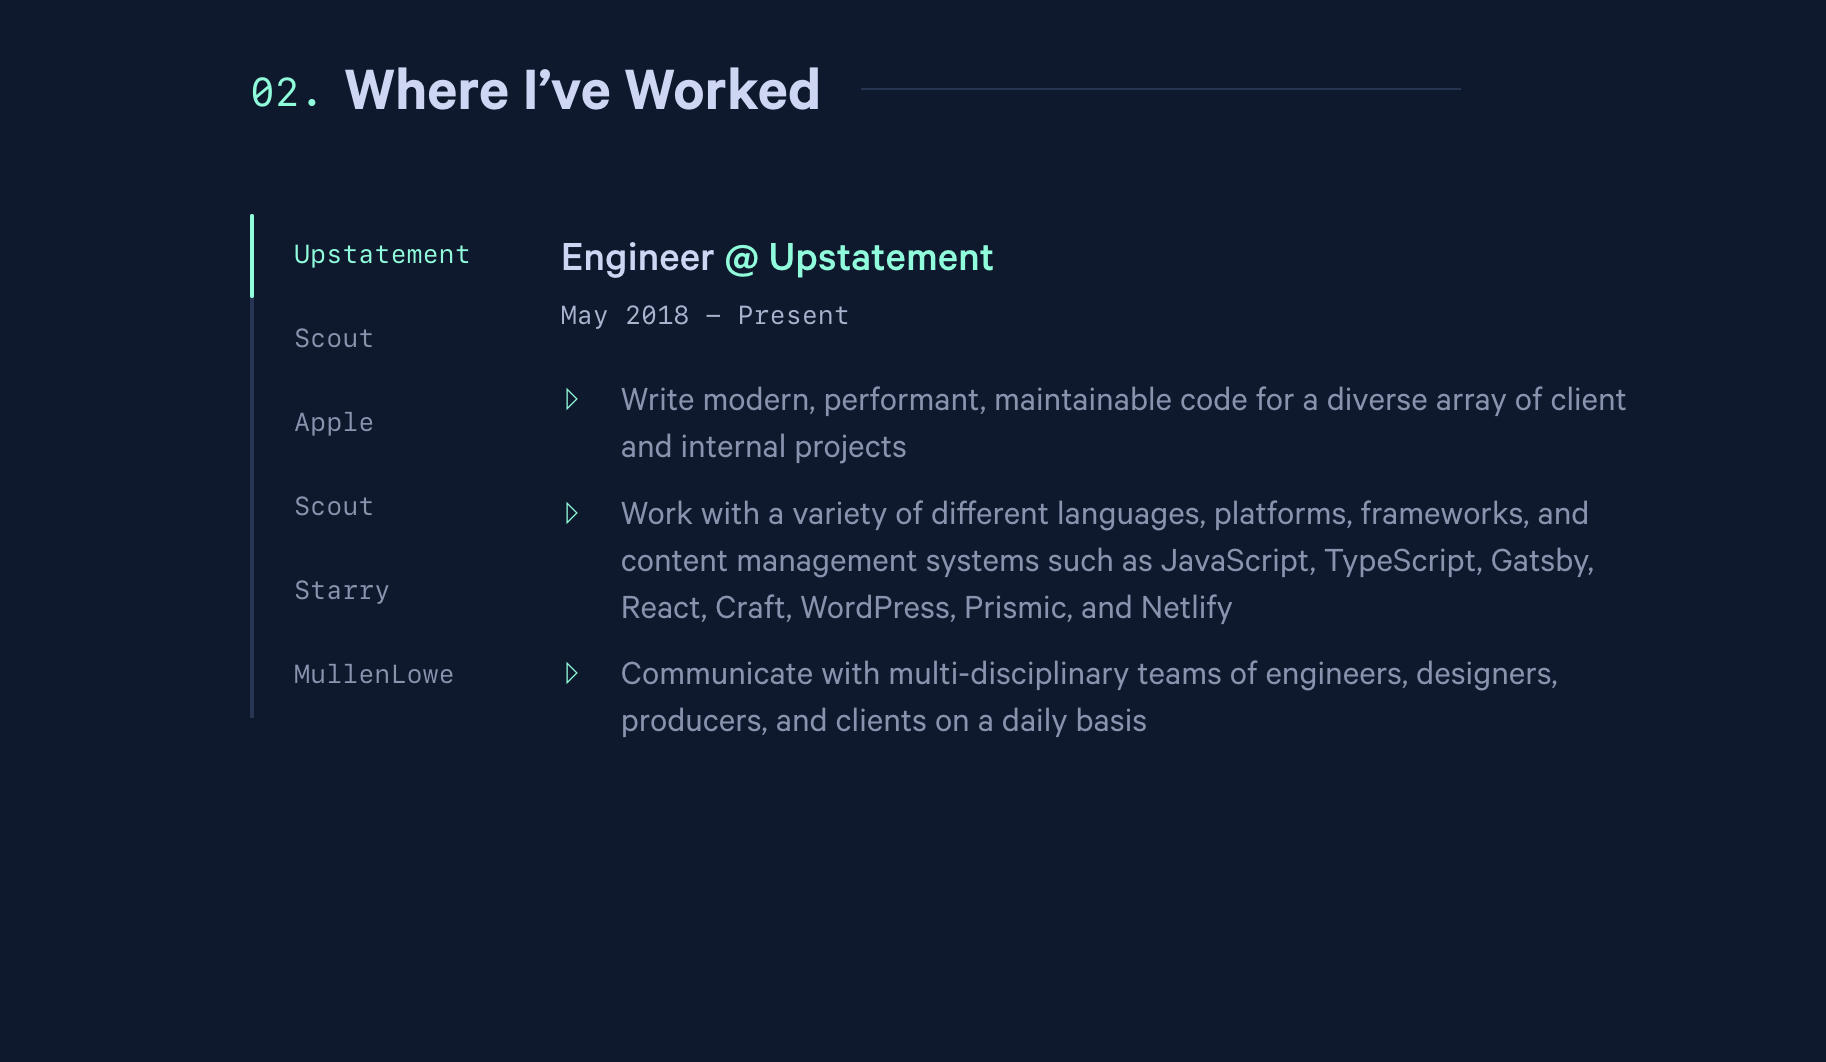 02. Where I’ve Worked
Upstatement
Scout
Apple
Scout
Starry
MullenLowe
Engineer @ Upstatement
May 2018 – Present
Write modern, performant, maintainable code for a diverse array of client
and internal projects
Work with a variety of different languages, platforms, frameworks, and
content management systems such as JavaScript, TypeScript, Gatsby,
React, Craft, WordPress, Prismic, and Netlify
Communicate with multi-disciplinary teams of engineers, designers,
producers, and clients on a daily basis